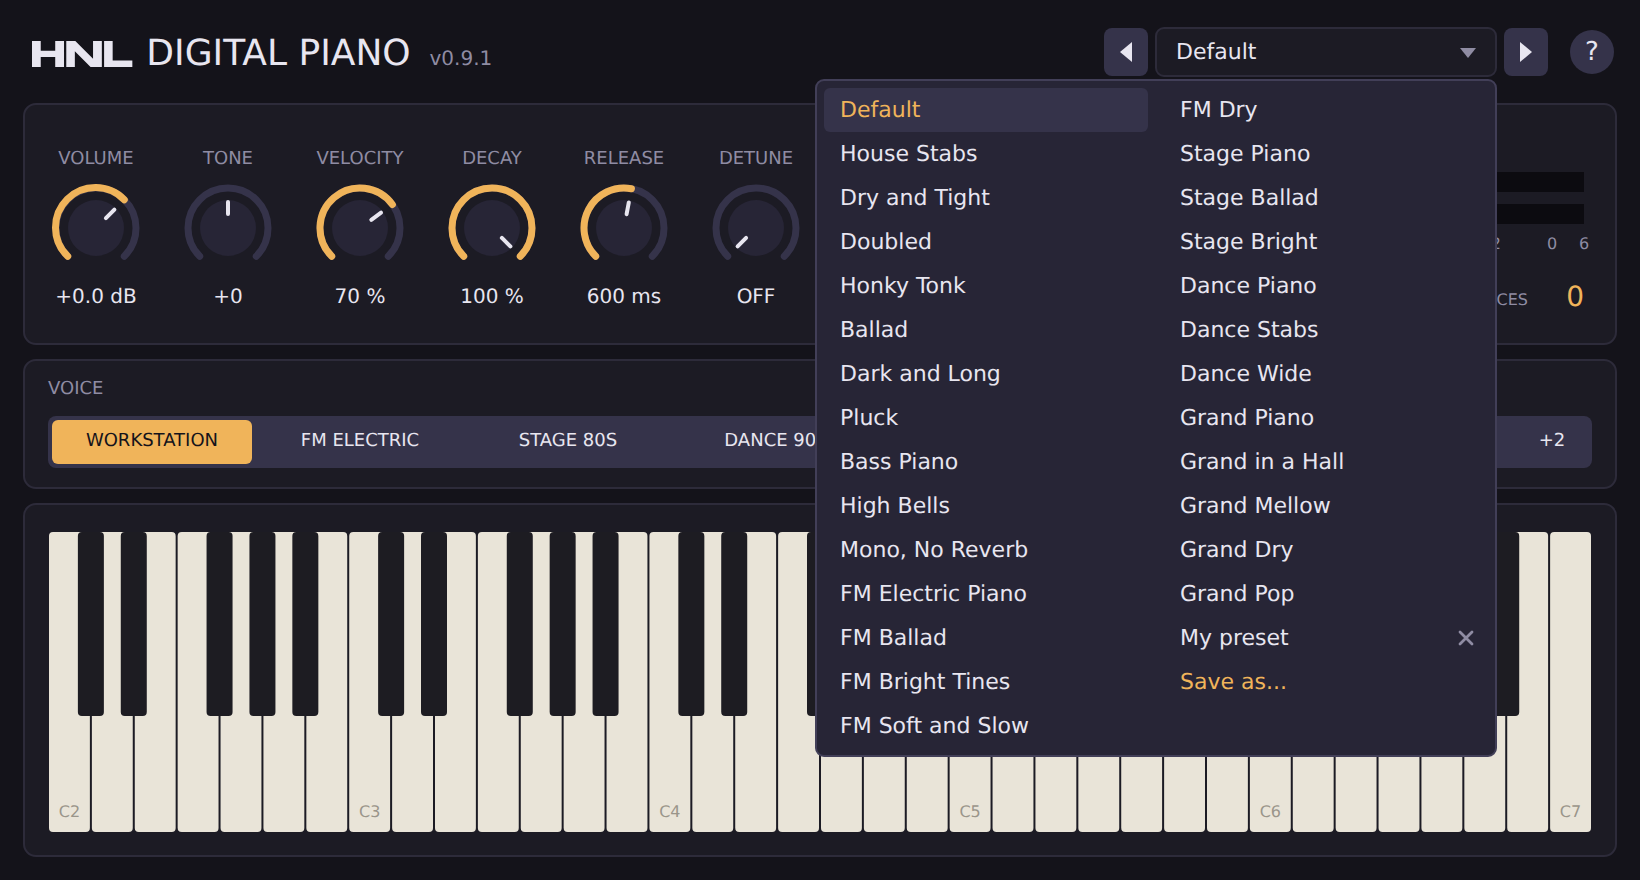 HNL DIGITAL PIANO v0.9.1
Default
?
VOLUME TONE VELOCITY DECAY RELEASE DETUNE
+0.0 dB +0 70 % 100 % 600 ms OFF
Default
House Stabs
Dry and Tight
Doubled
Honky Tonk
Ballad
Dark and Long
Pluck
Bass Piano
High Bells
Mono, No Reverb
FM Electric Piano
FM Ballad
FM Bright Tines
FM Soft and Slow
FM Dry
Stage Piano
Stage Ballad
Stage Bright
Dance Piano
Dance Stabs
Dance Wide
Grand Piano
Grand in a Hall
Grand Mellow
Grand Dry
Grand Pop
My preset
Save as...
0 6
CES 0
VOICE
WORKSTATION FM ELECTRIC STAGE 80S DANCE 90 +2
C2 C3 C4 C5 C6 C7